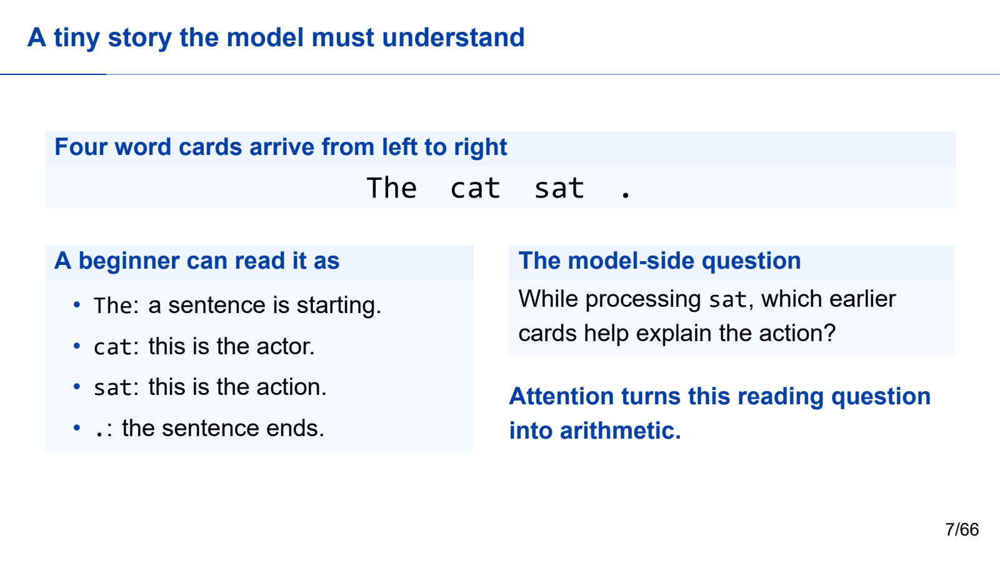 A tiny story the model must understand
Four word cards arrive from left to right
The cat sat .
A beginner can read it as
• The: a sentence is starting.
• cat: this is the actor.
• sat: this is the action.
• .: the sentence ends.
The model-side question
While processing sat, which earlier
cards help explain the action?
Attention turns this reading question
into arithmetic.
7/66